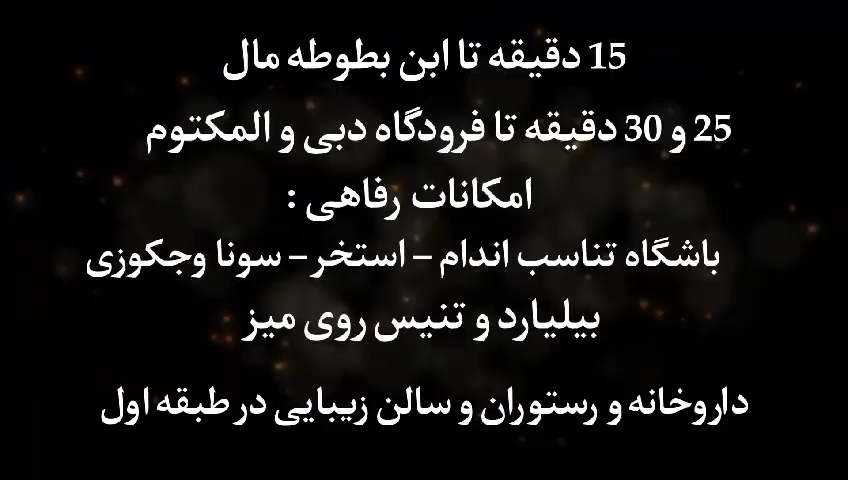 15 دقیقه تا ابن بطوطه مال
25 و 30 دقیقه تا فرودگاه دبی و المکتوم
امکانات رفاهی :
باشگاه تناسب اندام – استخر – سونا وجکوزی
بیلیارد و تنیس روی میز
داروخانه و رستوران و سالن زیبایی در طبقه اول